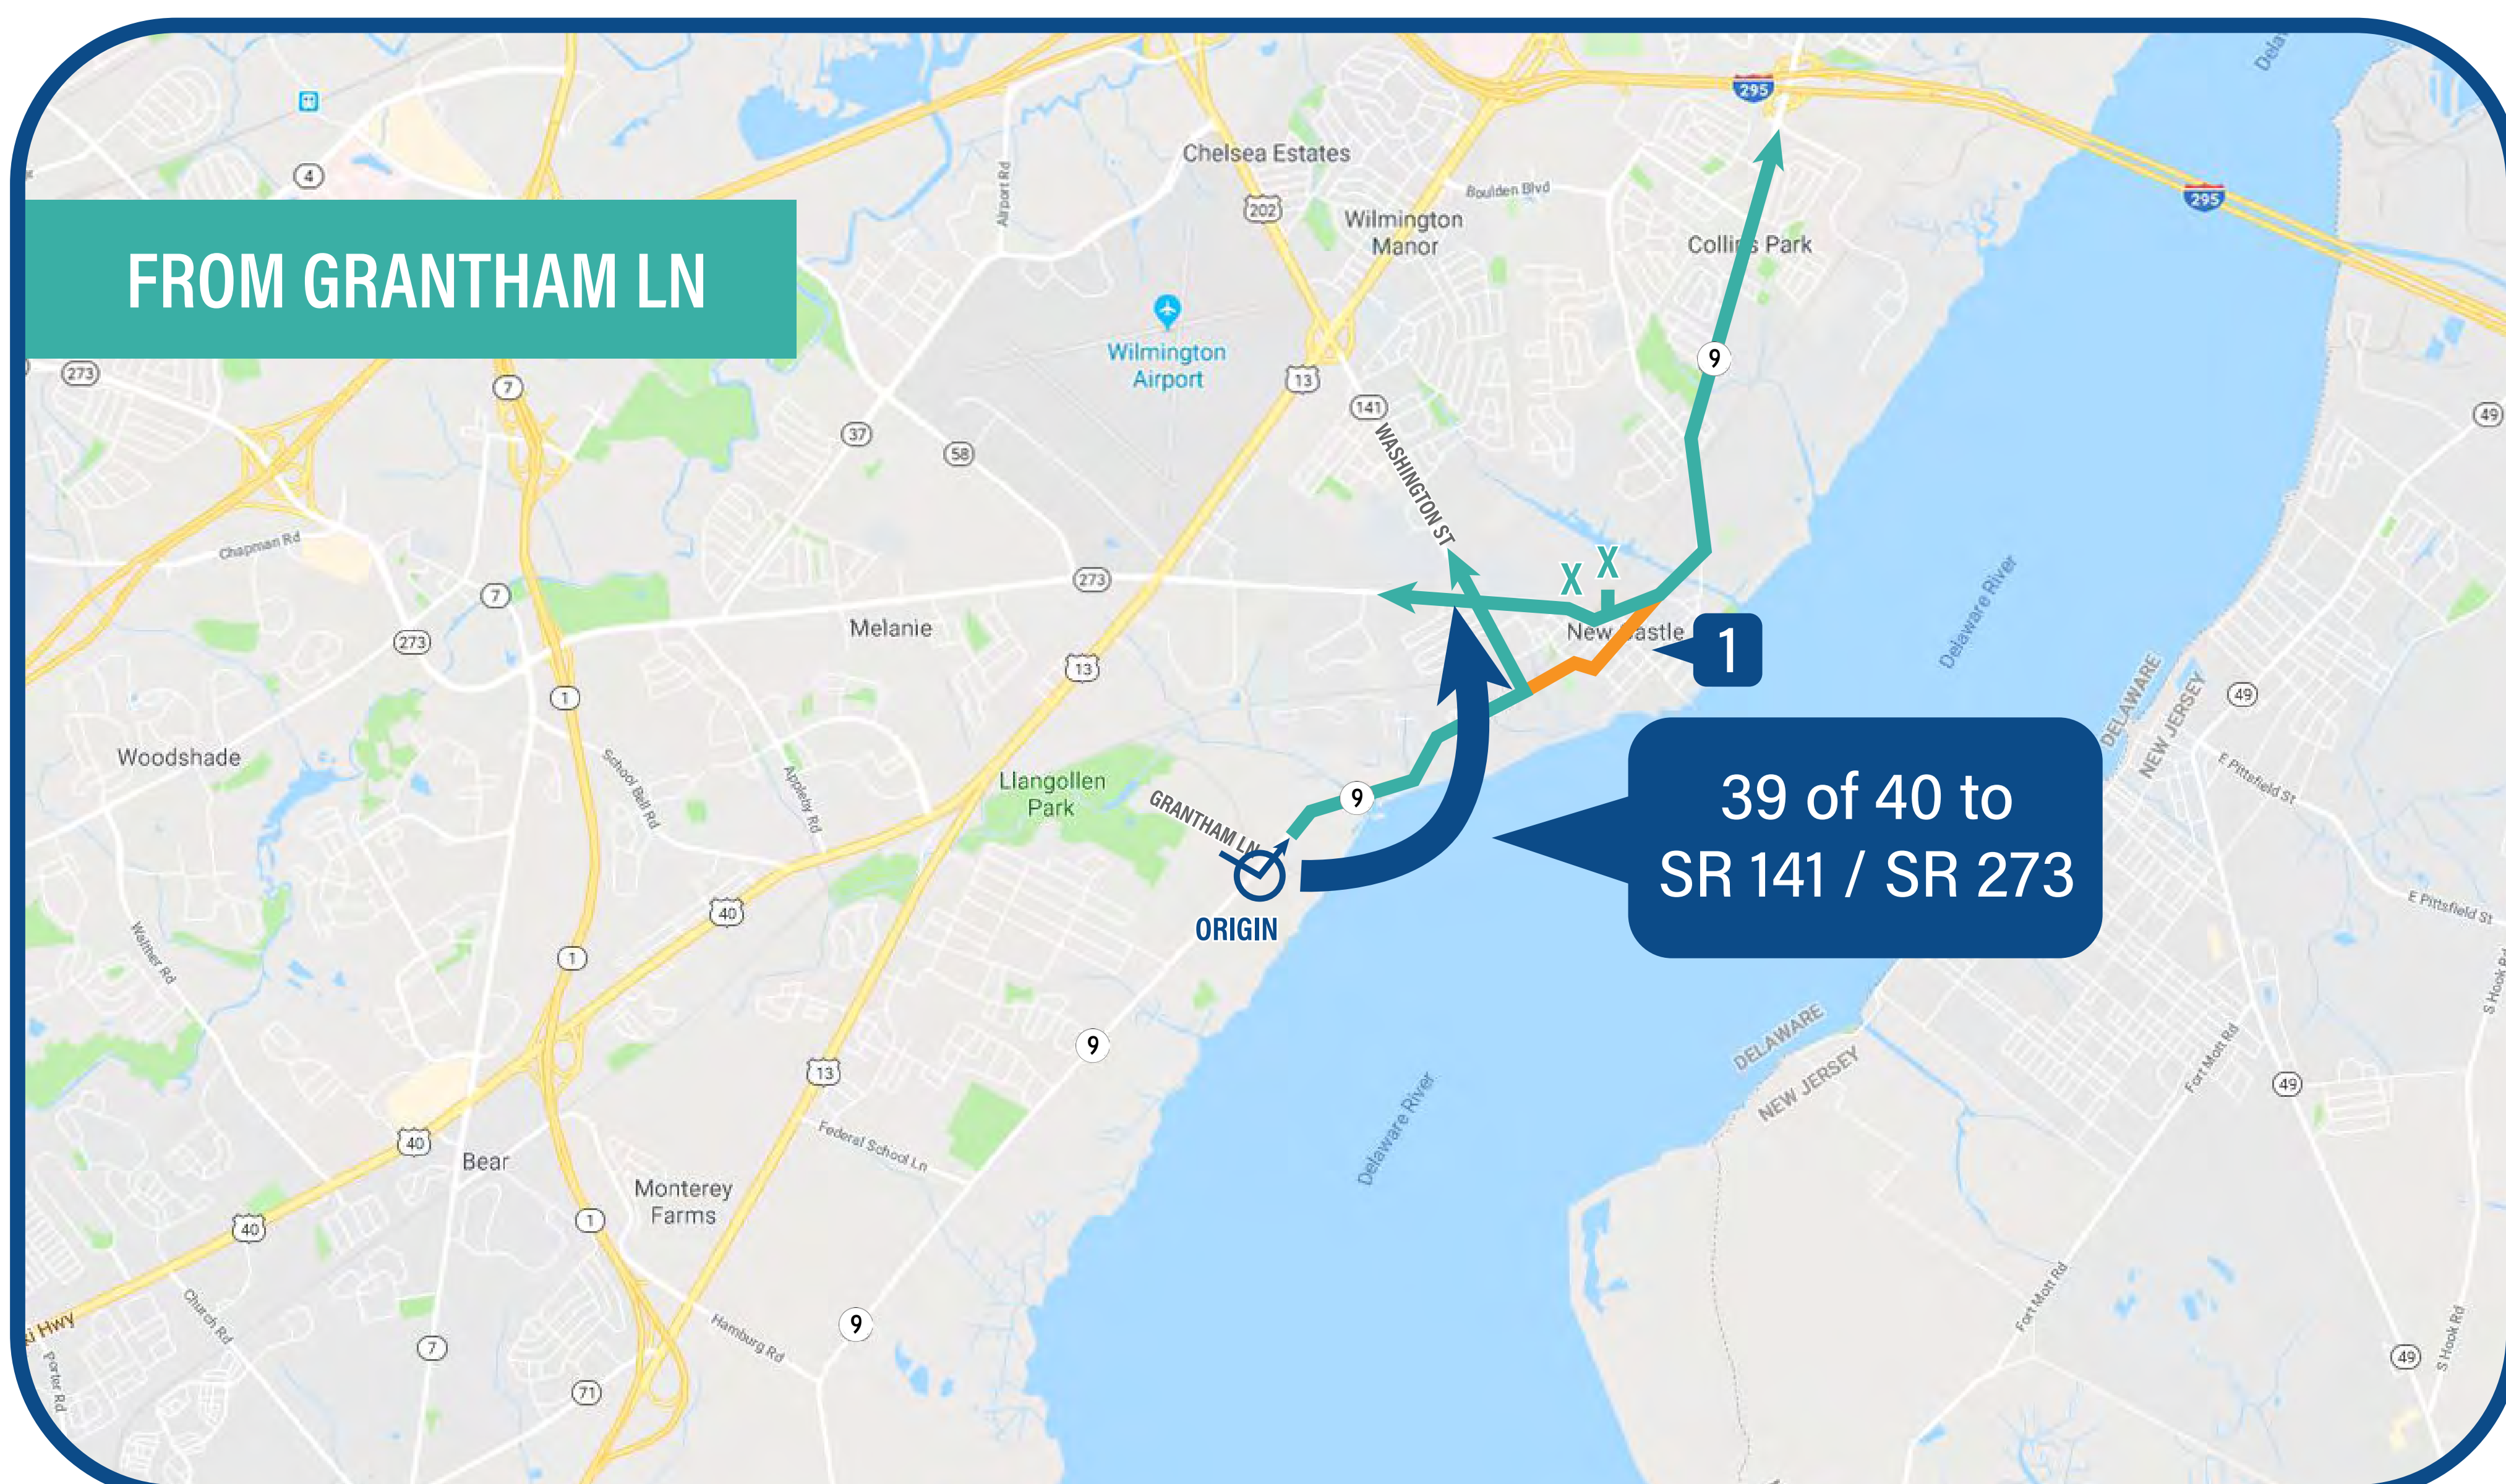 Dela
295
4
Chelsea Estates
Airport Rd
Boulden Blvd
295
202
Wilmington
Manor
Collins Park
FROM GRANTHAM LN
Wilmington
Airport
9
273
7
13
141
49
37
58
WASHINGTON ST
Chapman Rd
X
X
273
7
Delaware River
Melanie
New Castle
1
273
13
DELAWARE
NEW JERSEY
49
1
Woodshade
School Bell Rd
Appleby Rd
Llangollen
Park
GRANTHAM LN
9
39 of 40 to
SR 141 / SR 273
E Pittsfield St
ORIGIN
40
E Pittsfield St
Walther Rd
1
S Hook Rd
9
DELAWARE
NEW JERSEY
Fort Mott Rd
13
49
Delaware River
40
Federal School Ln
Bear
Monterey
Farms
40
1
Fort Mott Rd
ki Hwy
Church Rd
9
Hamburg Rd
7
Porter Rd
49
S Hook Rd
71